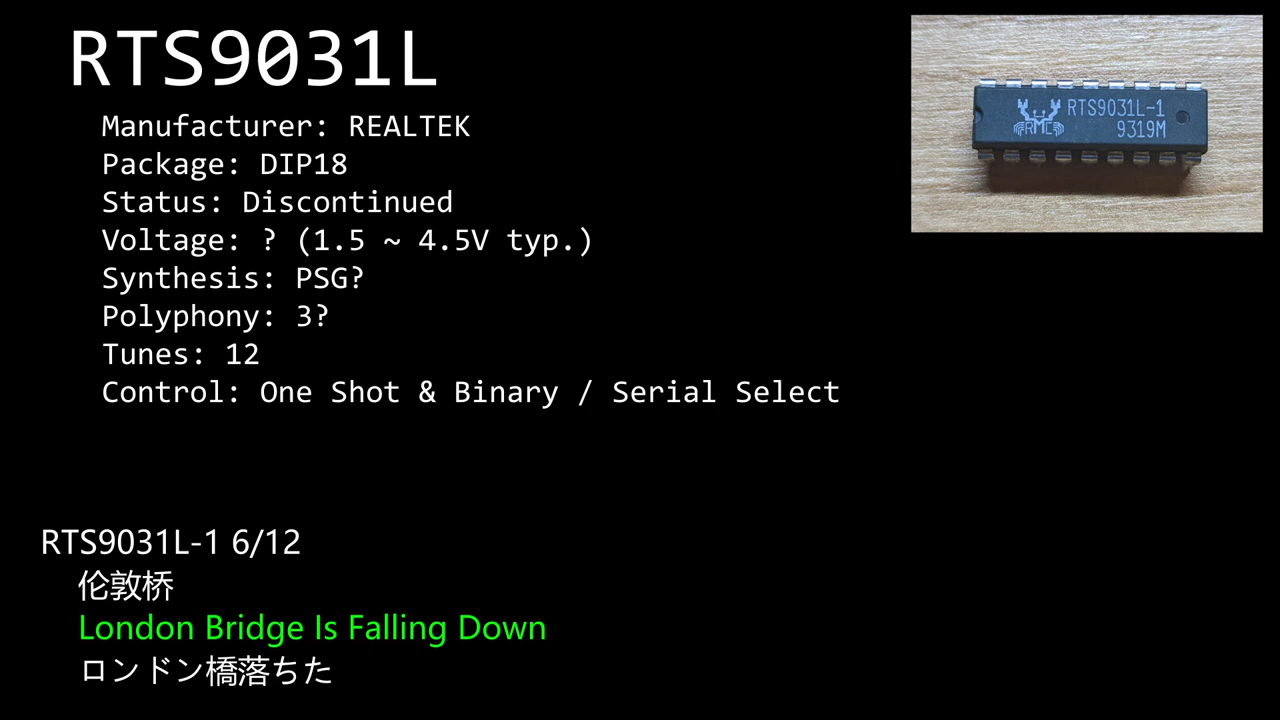 RTS9031L
Manufacturer: REALTEK
Package: DIP18
Status: Discontinued
Voltage: ? (1.5 ~ 4.5V typ.)
Synthesis: PSG?
Polyphony: 3?
Tunes: 12
Control: One Shot & Binary / Serial Select
RTS9031L-1
9319M
RMC
RTS9031L-1 6/12
伦敦桥
London Bridge Is Falling Down
ロンドン橋落ちた